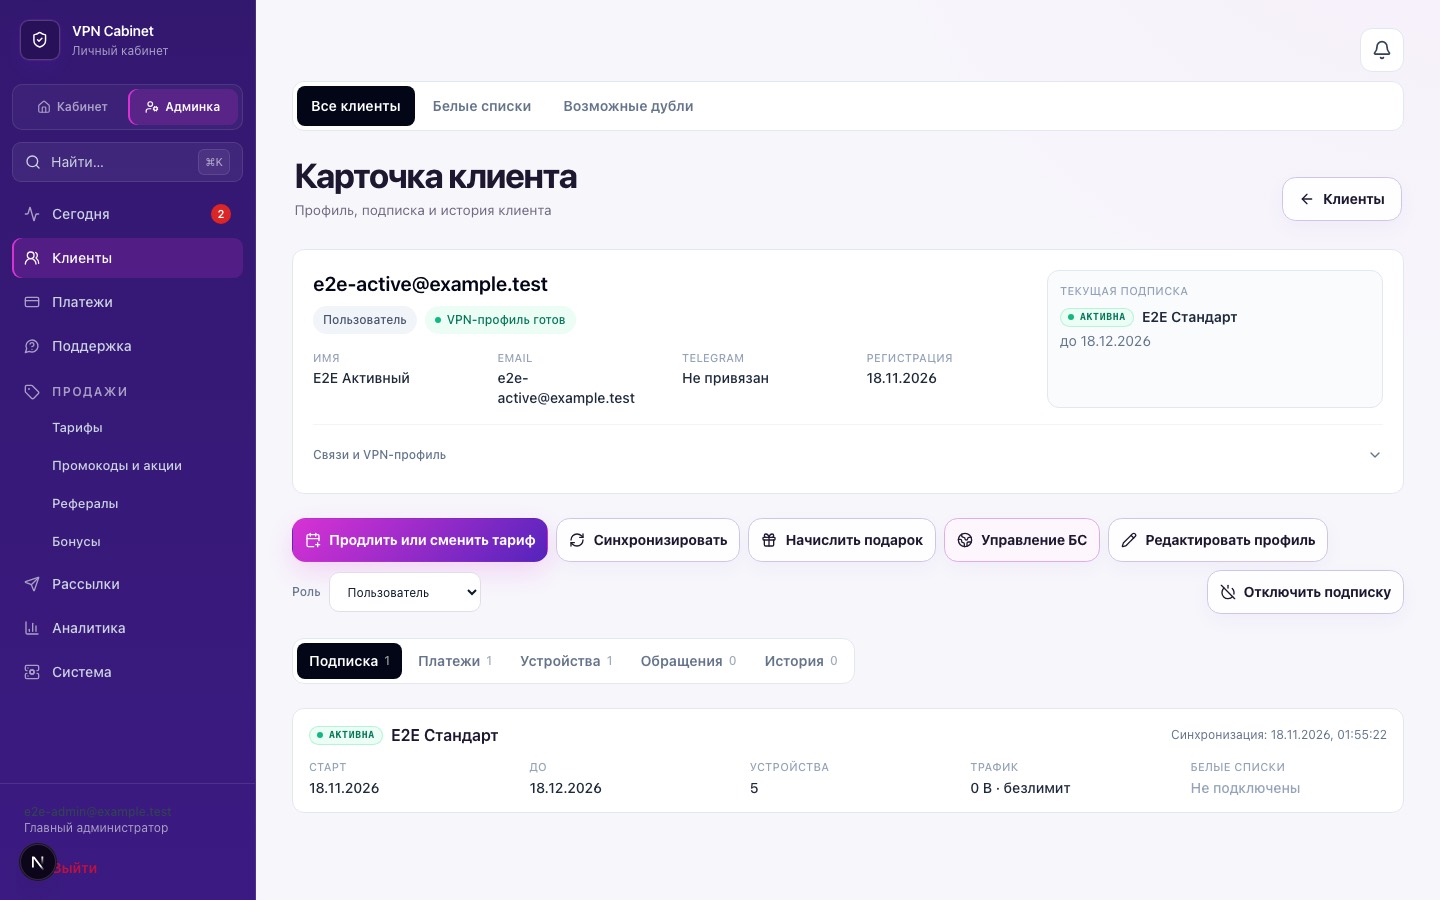 VPN Cabinet
Личный кабинет
Кабинет
Админка
Найти...
⌘K
Сегодня
2
Клиенты
Платежи
Поддержка
ПРОДАЖИ
Тарифы
Промокоды и акции
Рефералы
Бонусы
Рассылки
Аналитика
Система
e2e-admin@example.test
Главный администратор
N
Выйти
Все клиенты
Белые списки
Возможные дубли
Карточка клиента
Профиль, подписка и история клиента
Клиенты
e2e-active@example.test
Пользователь
VPN-профиль готов
ИМЯ
E2E Активный
EMAIL
e2e-
active@example.test
TELEGRAM
Не привязан
РЕГИСТРАЦИЯ
18.11.2026
ТЕКУЩАЯ ПОДПИСКА
АКТИВНА
E2E Стандарт
до 18.12.2026
Связи и VPN-профиль
Продлить или сменить тариф
Синхронизировать
Начислить подарок
Управление БС
Редактировать профиль
Роль
Пользователь
Отключить подписку
Подписка 1
Платежи 1
Устройства 1
Обращения 0
История 0
АКТИВНА
E2E Стандарт
Синхронизация: 18.11.2026, 01:55:22
СТАРТ
18.11.2026
ДО
18.12.2026
УСТРОЙСТВА
5
ТРАФИК
0 B · безлимит
БЕЛЫЕ СПИСКИ
Не подключены